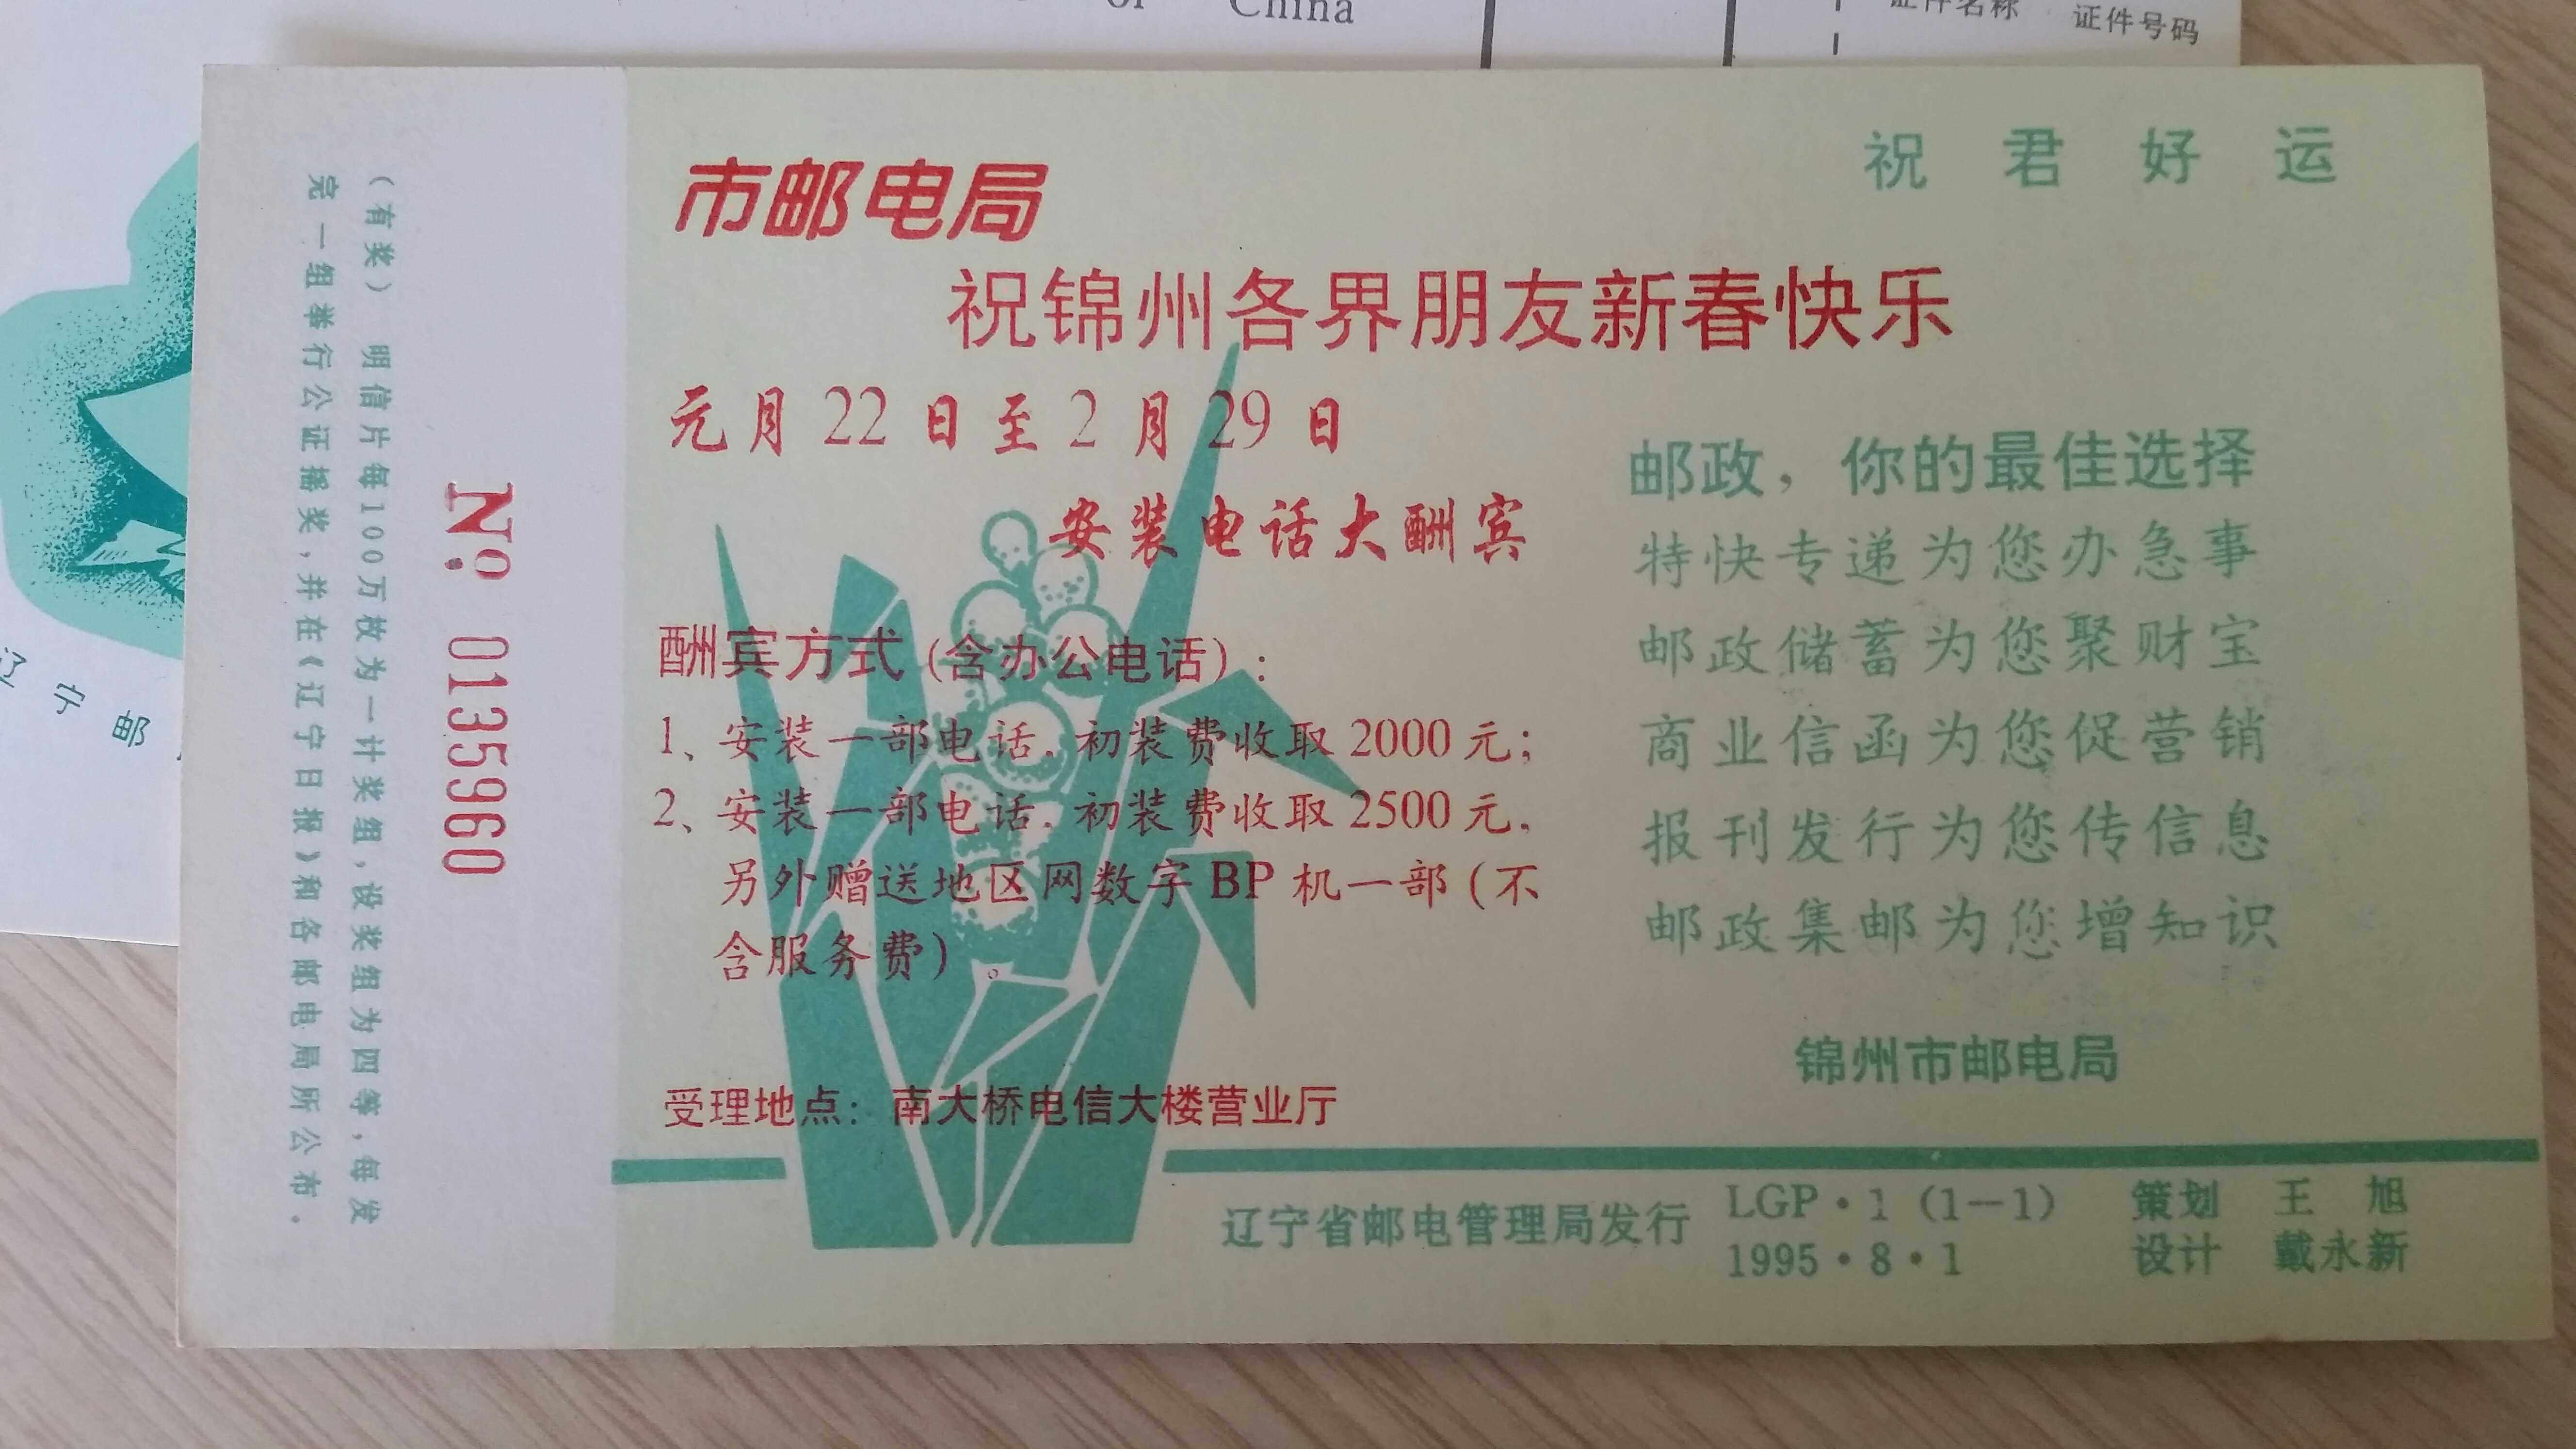 of China
证件名称 证件号码
辽宁邮
（有奖）明信片每100万枚为一计奖组，设奖组为四等，每发
完一组举行公证摇奖，并在《辽宁日报》和各邮电局所公布。
№ 0135960
祝君好运
市邮电局
祝锦州各界朋友新春快乐
元月22日至2月29日
安装电话大酬宾
酬宾方式（含办公电话）：
1、安装一部电话．初装费收取2000元；
2、安装一部电话．初装费收取2500元．
另外赠送地区网数字BP机一部（不
含服务费）。
受理地点：南大桥电信大楼营业厅
邮政，你的最佳选择
特快专递为您办急事
邮政储蓄为您聚财宝
商业信函为您促营销
报刊发行为您传信息
邮政集邮为您增知识
锦州市邮电局
辽宁省邮电管理局发行
LGP·1（1—1）
1995·8·1
策划 王旭
设计 戴永新